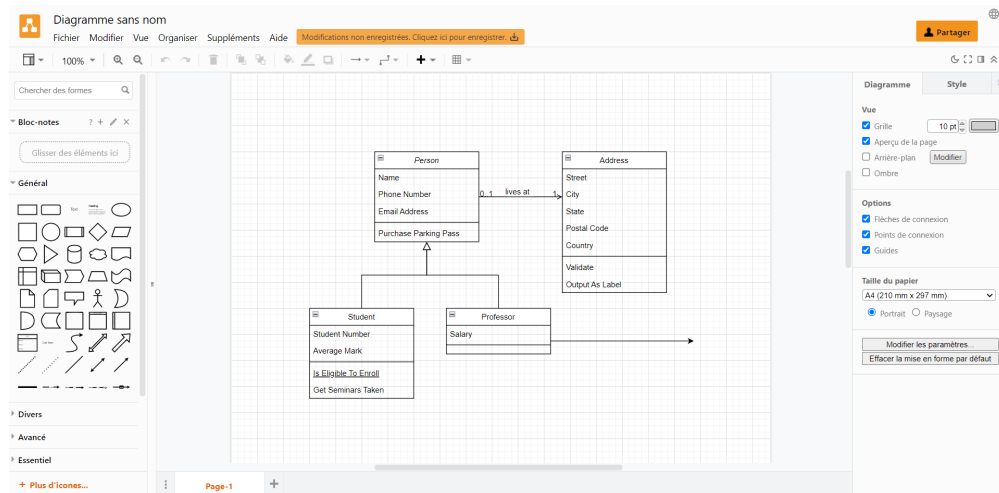 Diagramme sans nom
Fichier Modifier Vue Organiser Suppléments Aide
Modifications non enregistrées. Cliquez ici pour enregistrer.
Partager
100%
Chercher des formes
Bloc-notes ?
Glisser des éléments ici
Général
Divers
Avancé
Essentiel
+ Plus d'icones...
Person
Name
Phone Number
Email Address
Purchase Parking Pass
0..1 lives at 1
Address
Street
City
State
Postal Code
Country
Validate
Output As Label
Student
Student Number
Average Mark
Is Eligible To Enroll
Get Seminars Taken
Professor
Salary
Page-1
Diagramme Style
Vue
Grille 10 pt
Aperçu de la page
Arrière-plan Modifier
Ombre
Options
Flèches de connexion
Points de connexion
Guides
Taille du papier
A4 (210 mm x 297 mm)
Portrait Paysage
Modifier les paramètres...
Effacer la mise en forme par défaut